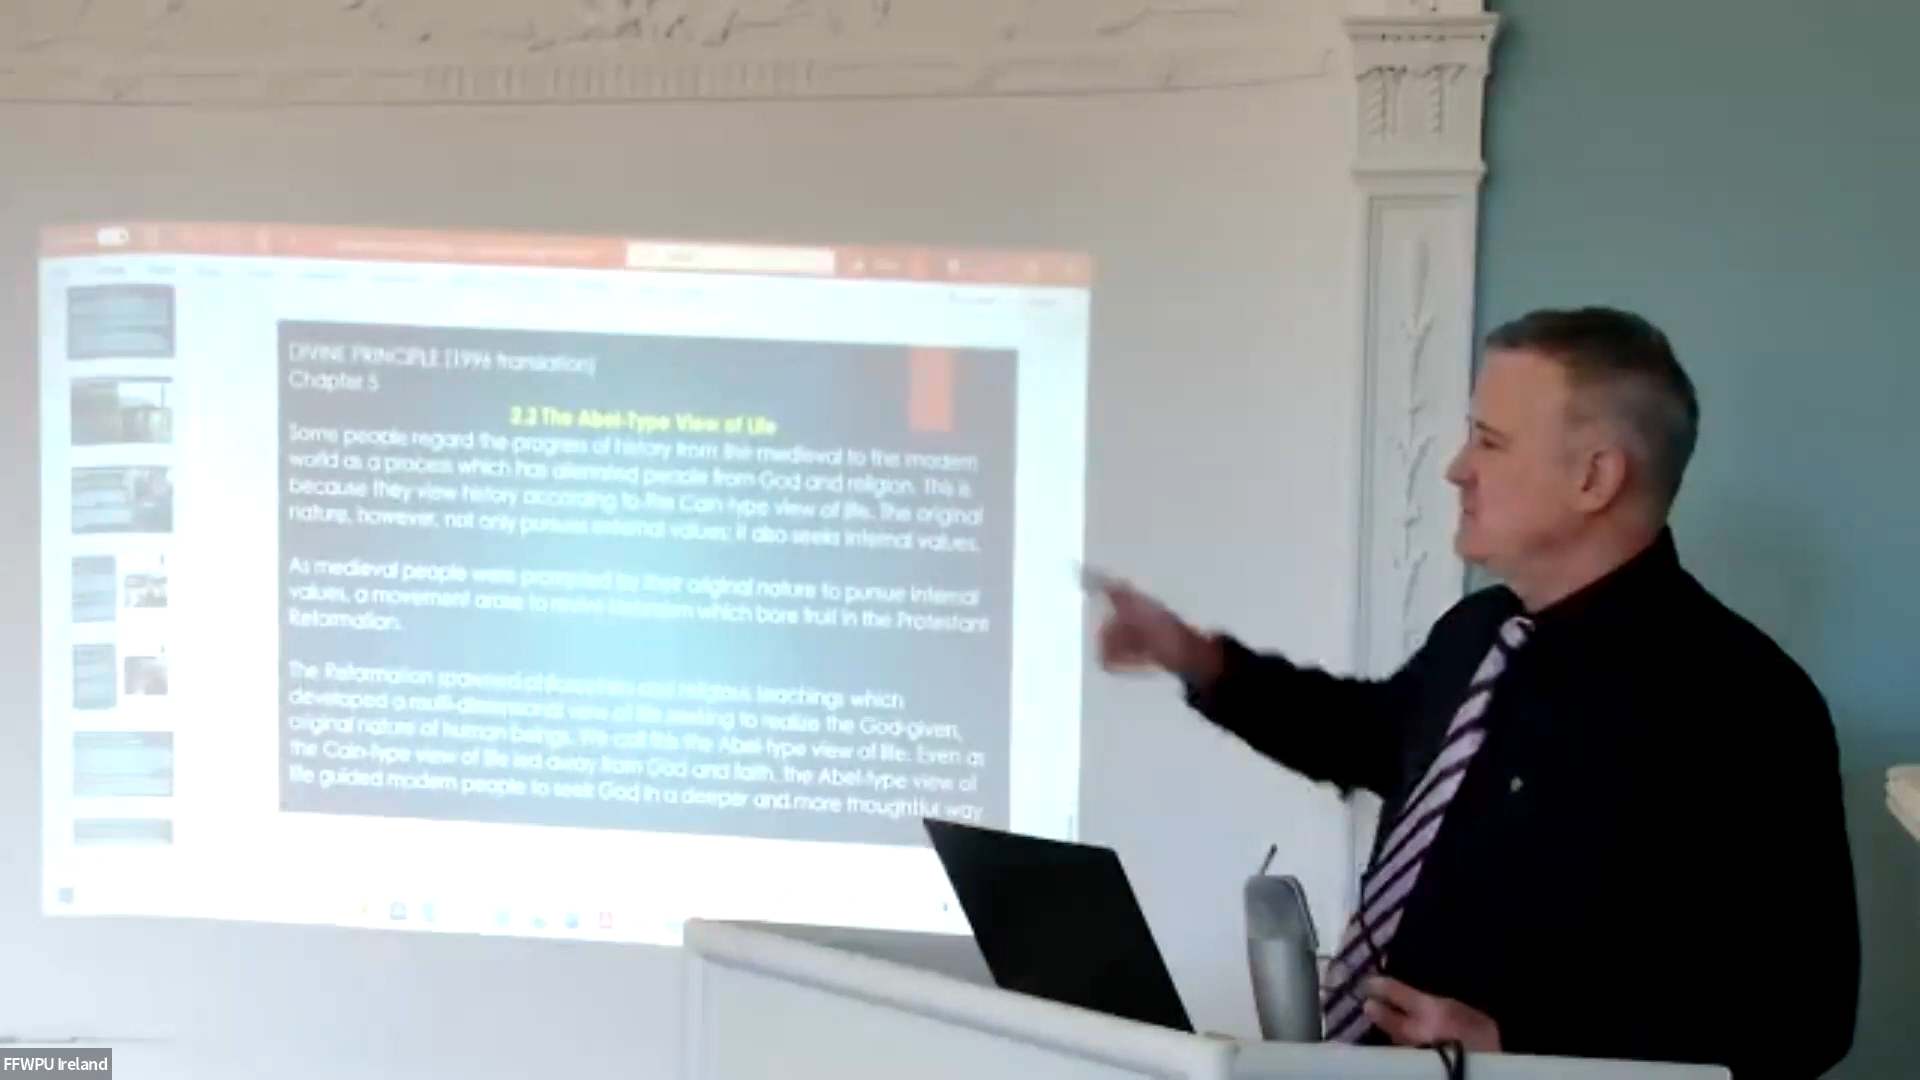 DIVINE PRINCIPLE (1996 translation)
Chapter 5
2.2 The Abel-Type View of Life
Some people regard the progress of history from the medieval to the modern
world as a process which has alienated people from God and religion. This is
because they view history according to the Cain-type view of life. The original
nature, however, not only pursues external values; it also seeks internal values.
As medieval people were prompted by their original nature to pursue internal
values, a movement arose to revive Hebraism which bore fruit in the Protestant
Reformation.
The Reformation spawned philosophies and religious teachings which
developed a multi-dimensional view of life seeking to realize the God-given,
original nature of human beings. We call this the Abel-type view of life. Even as
the Cain-type view of life led away from God and faith, the Abel-type view of
life guided modern people to seek God in a deeper and more thoughtful way
FFWPU Ireland